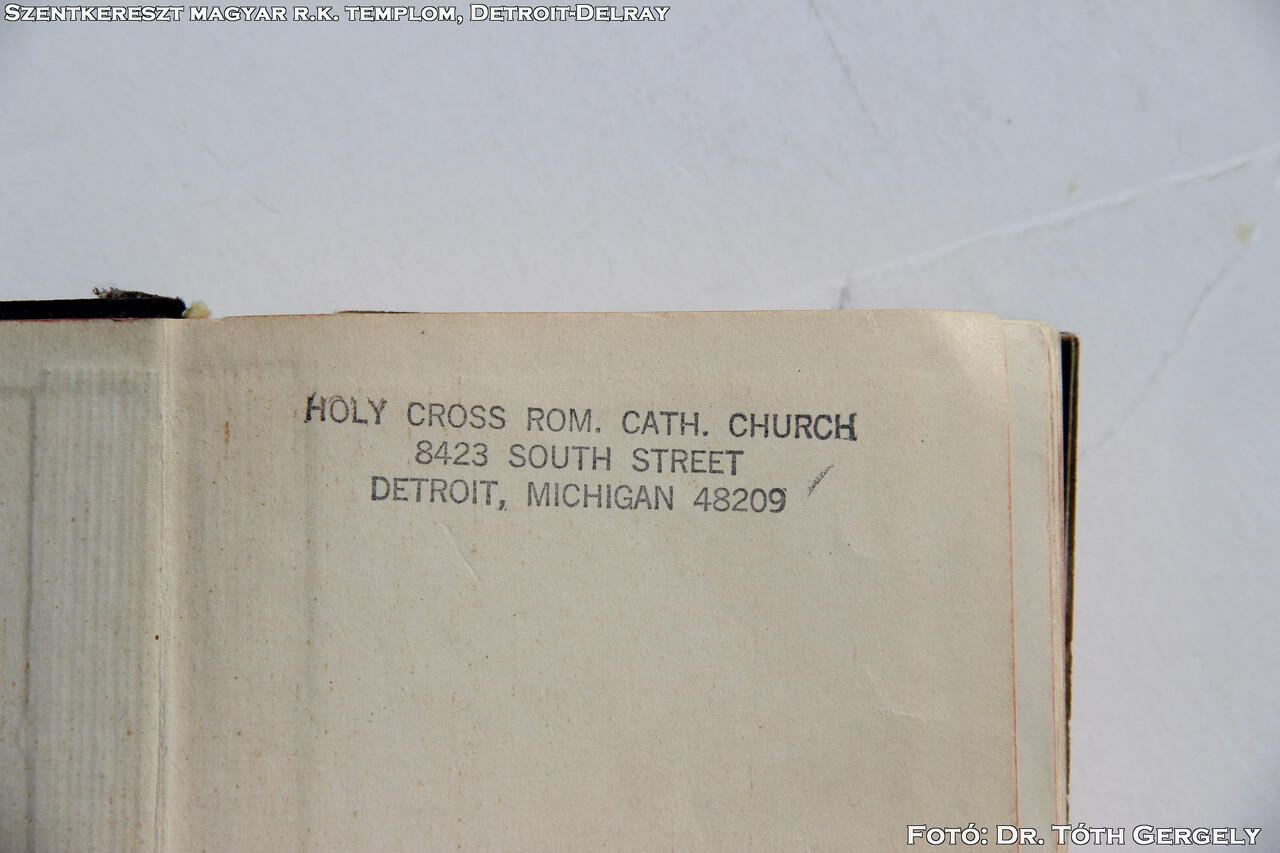 Szentkereszt magyar r.k. templom, Detroit-Delray
HOLY CROSS ROM. CATH. CHURCH
8423 SOUTH STREET
DETROIT, MICHIGAN 48209
Fotó: Dr. Tóth Gergely